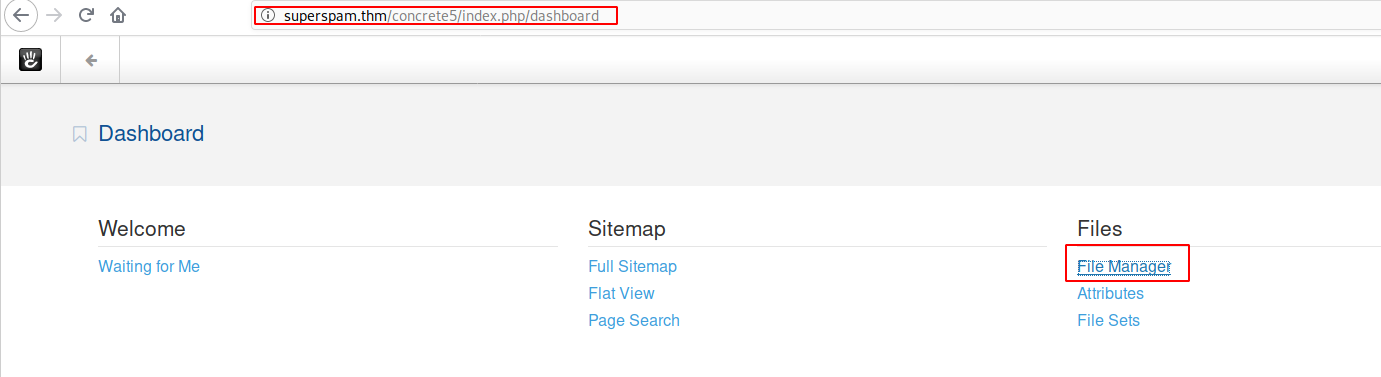 superspam.thm/concrete5/index.php/dashboard
Dashboard
Welcome
Waiting for Me
Sitemap
Full Sitemap
Flat View
Page Search
Files
File Manager
Attributes
File Sets